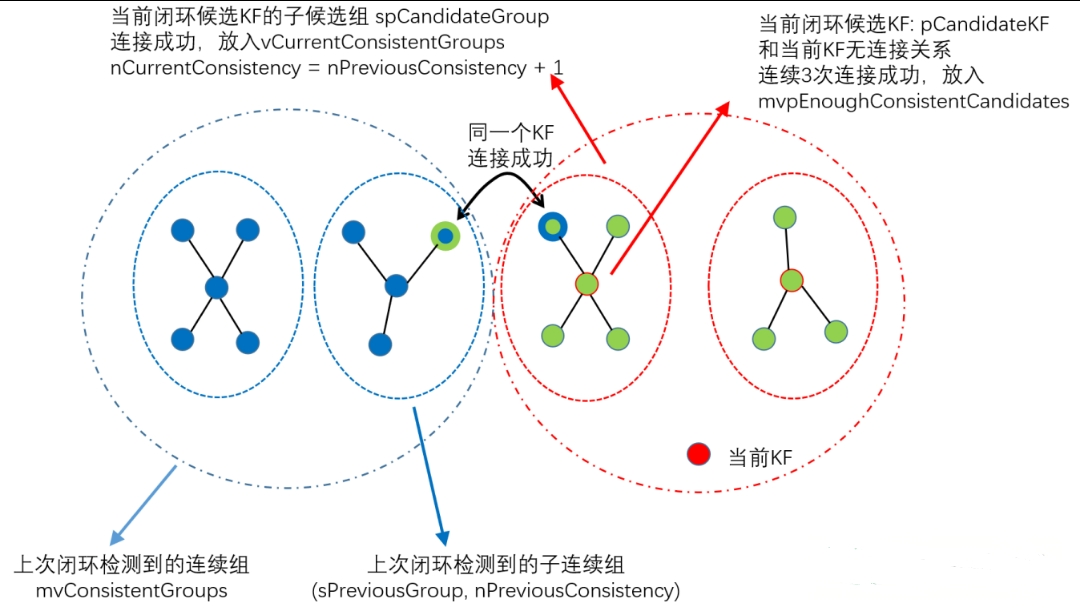 当前闭环候选KF的子候选组 spCandidateGroup
连接成功，放入vCurrentConsistentGroups
nCurrentConsistency = nPreviousConsistency + 1
当前闭环候选KF: pCandidateKF
和当前KF无连接关系
连续3次连接成功，放入
mvpEnoughConsistentCandidates
同一个KF
连接成功
当前KF
上次闭环检测到的连续组
mvConsistentGroups
上次闭环检测到的子连续组
(sPreviousGroup, nPreviousConsistency)